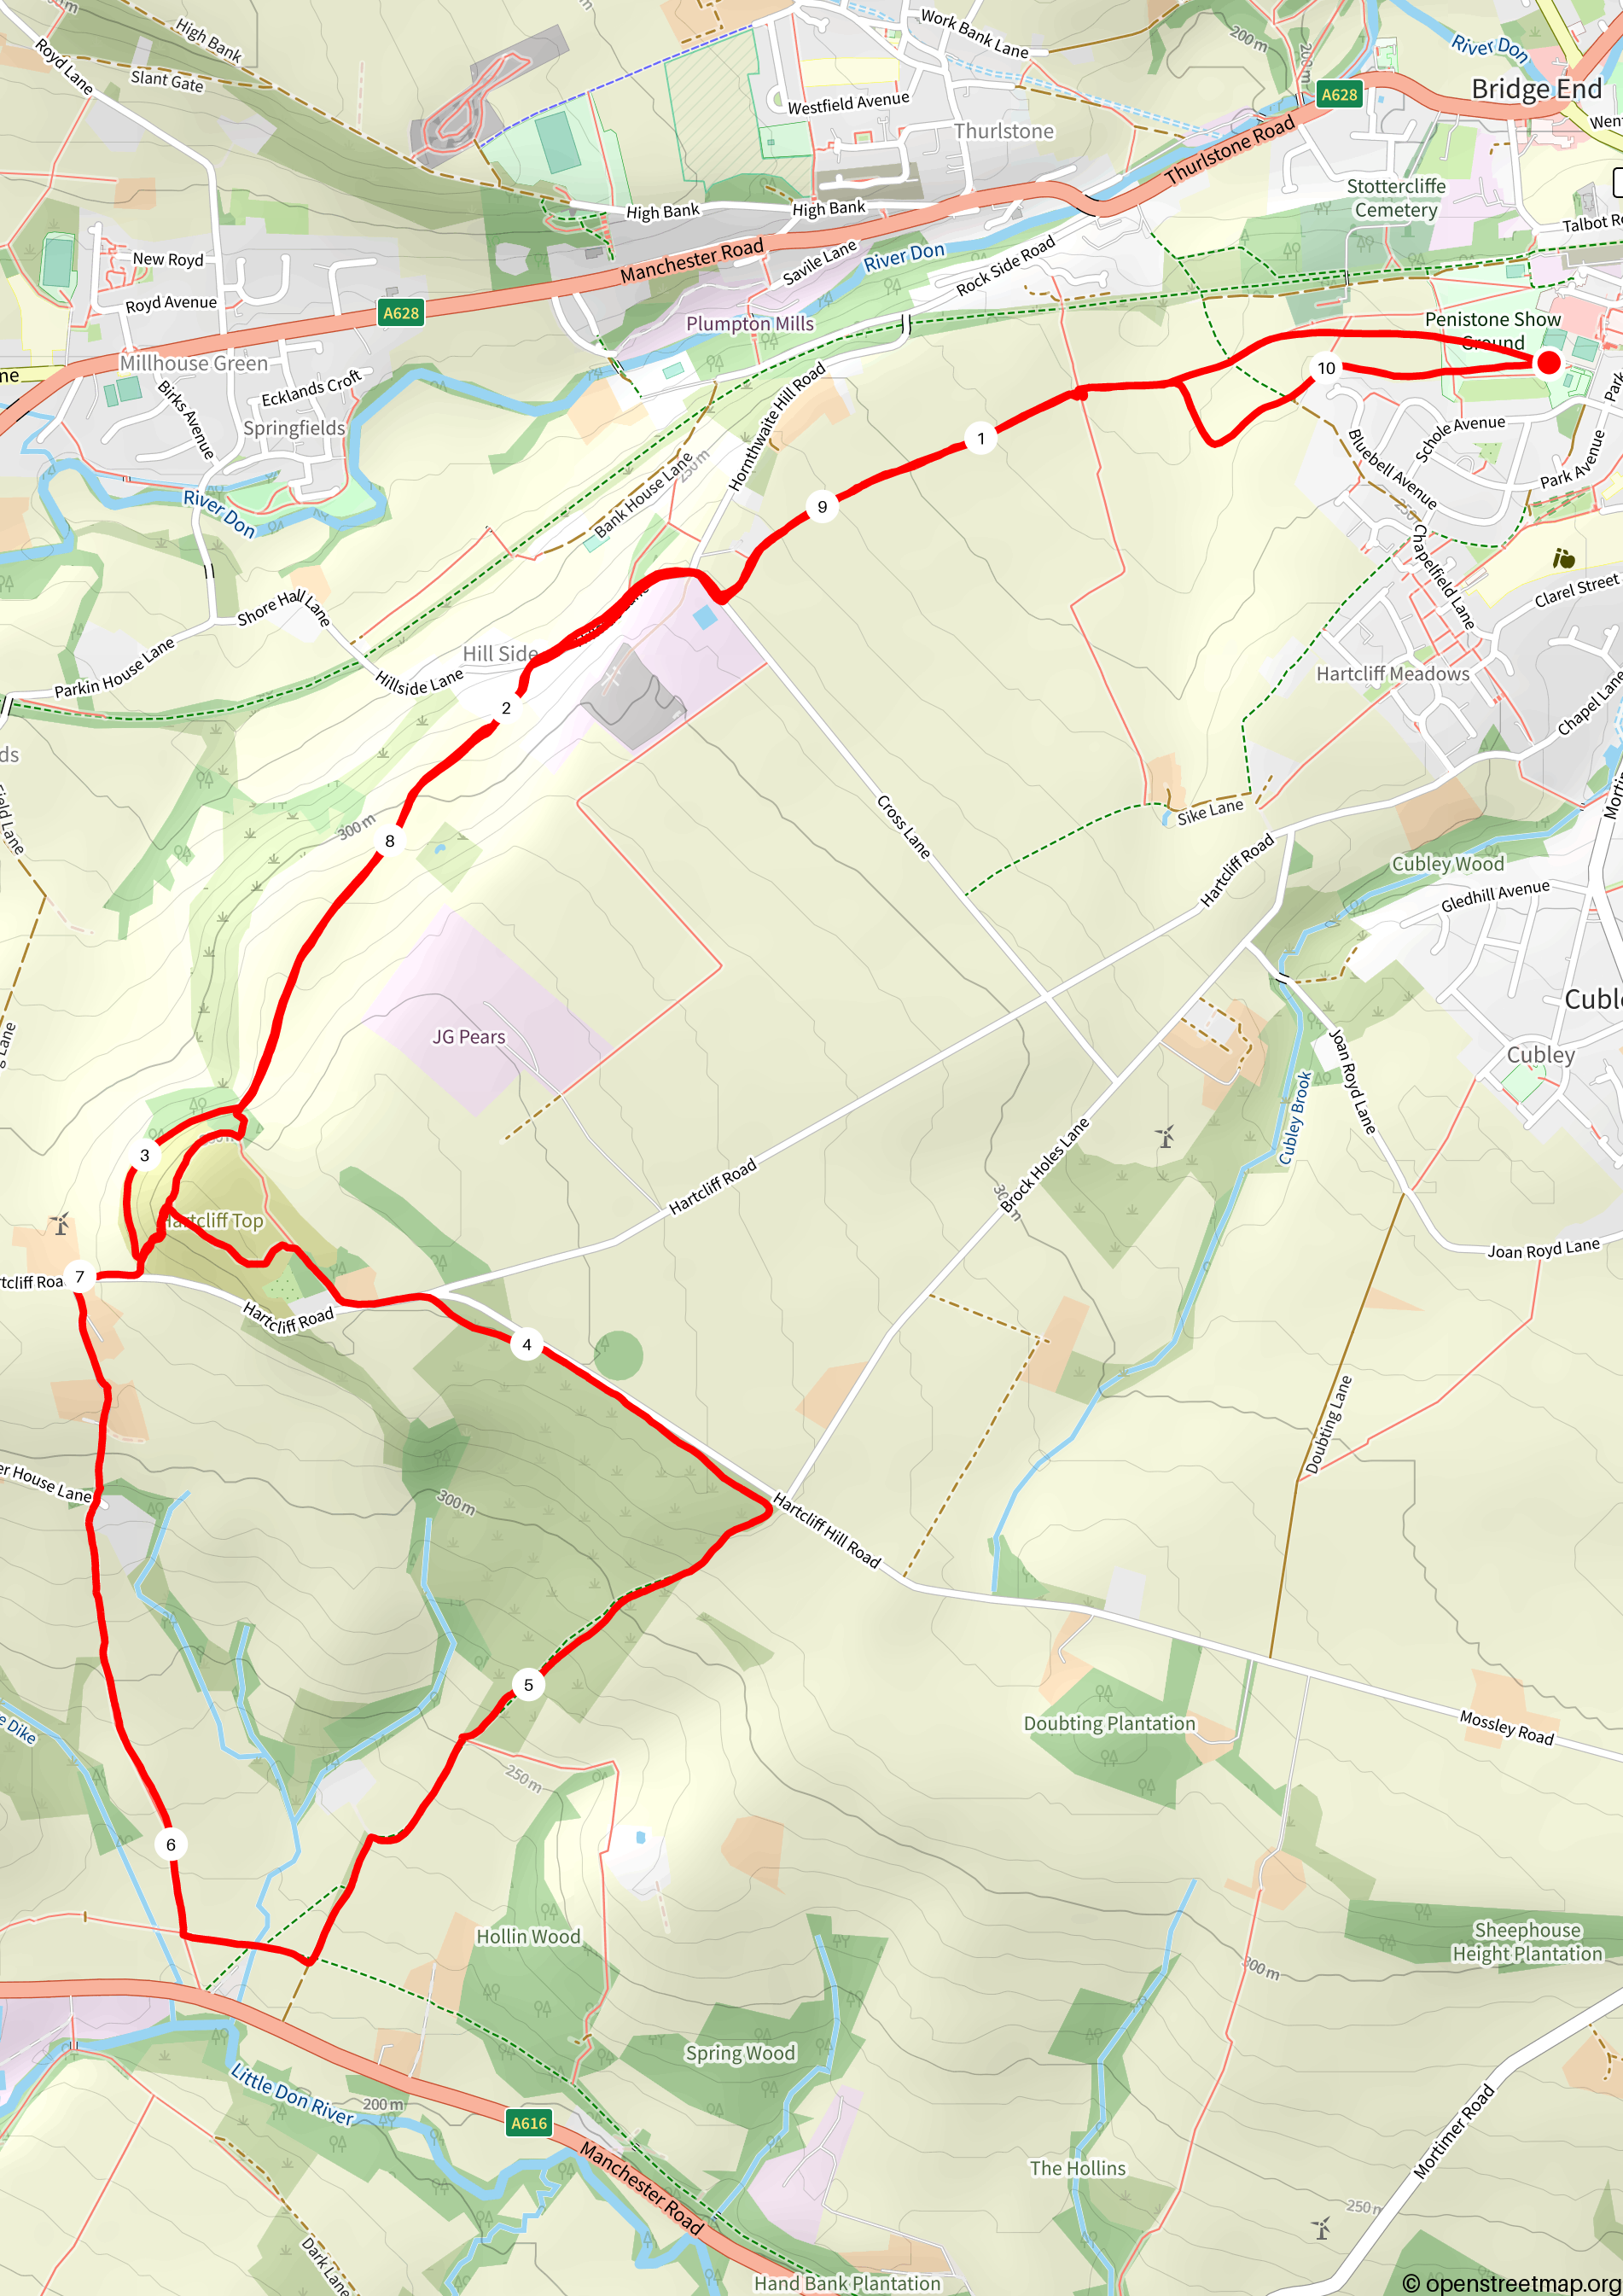 High Bank
Work Bank Lane
200 m
200 m
River Don
Royd Lane
Slant Gate
Bridge End
A628
Westfield Avenue
Thurlstone
Thurlstone Road
Stottercliffe
Cemetery
High Bank
High Bank
Talbot R
New Royd
Manchester Road
Savile Lane
River Don
Rock Side Road
Royd Avenue
A628
Plumpton Mills
Penistone Show
Ground
Millhouse Green
10
Birks Avenue
Ecklands Croft
Springfields
Hornthwaite Hill Road
Schole Avenue
1
Bluebell Avenue
Park Avenue
Bank House Lane
250 m
River Don
9
Chapelfield Lane
Clarel Street
Shore Hall Lane
Parkin House Lane
Hill Side
Hillside Lane
Hartcliff Meadows
2
Chapel Lane
Cross Lane
Sike Lane
300 m
8
Hartcliff Road
Cubley Wood
Gledhill Avenue
JG Pears
Cubl
Joan Royd Lane
Cubley
Cubley Brook
3
Brock Holes Lane
Hartcliff Road
300 m
Hartcliff Top
Joan Royd Lane
7
Hartcliff Road
4
Doubting Lane
er House Lane
300 m
Hartcliff Hill Road
5
e Dike
Doubting Plantation
Mossley Road
250 m
6
Hollin Wood
Sheephouse
Height Plantation
300 m
Spring Wood
Little Don River
200 m
A616
Manchester Road
The Hollins
Mortimer Road
250 m
Dark Lane
Hand Bank Plantation
© openstreetmap.org